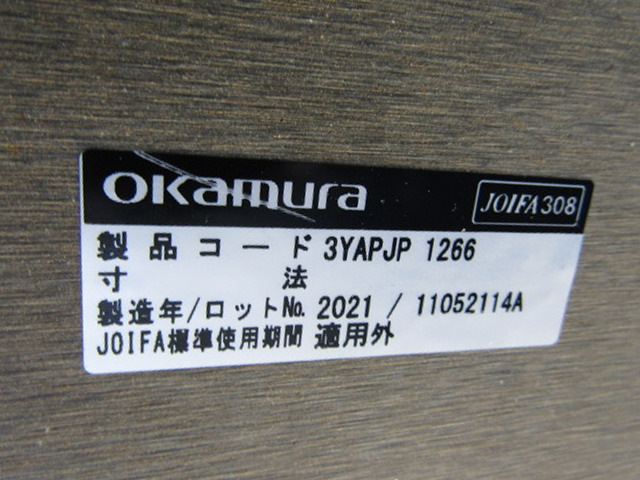 okamura JOIFA308
製品コード 3YAPJP 1266
寸法
製造年/ロット№ 2021 / 11052114A
JOIFA標準使用期間 適用外